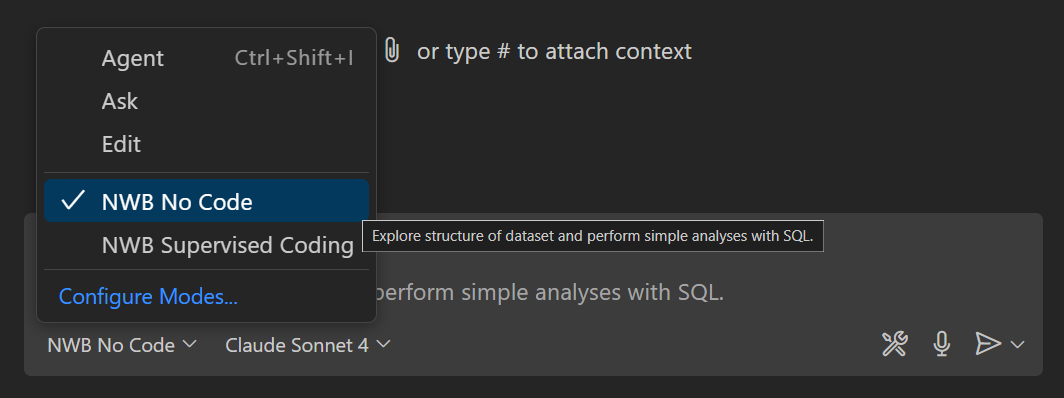 Agent Ctrl+Shift+I
or type # to attach context
Ask
Edit
NWB No Code
NWB Supervised Coding
Explore structure of dataset and perform simple analyses with SQL.
Configure Modes...
perform simple analyses with SQL.
NWB No Code
Claude Sonnet 4